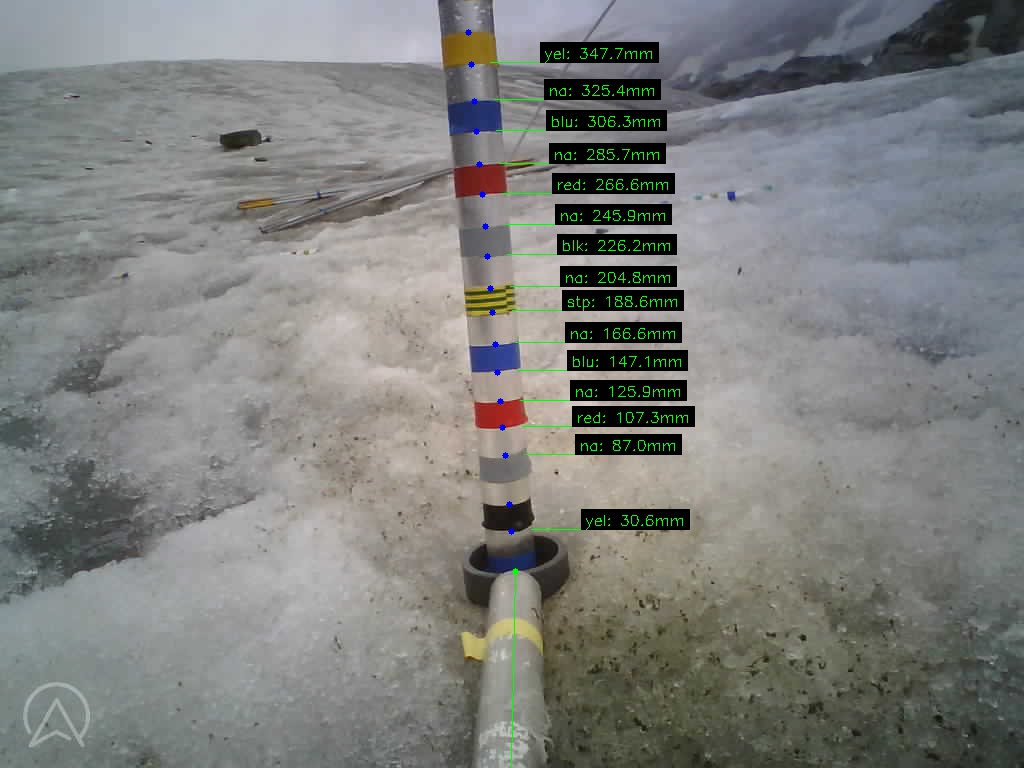 yel: 347.7mm
na: 325.4mm
blu: 306.3mm
na: 285.7mm
red: 266.6mm
na: 245.9mm
blk: 226.2mm
na: 204.8mm
stp: 188.6mm
na: 166.6mm
blu: 147.1mm
na: 125.9mm
red: 107.3mm
na: 87.0mm
yel: 30.6mm